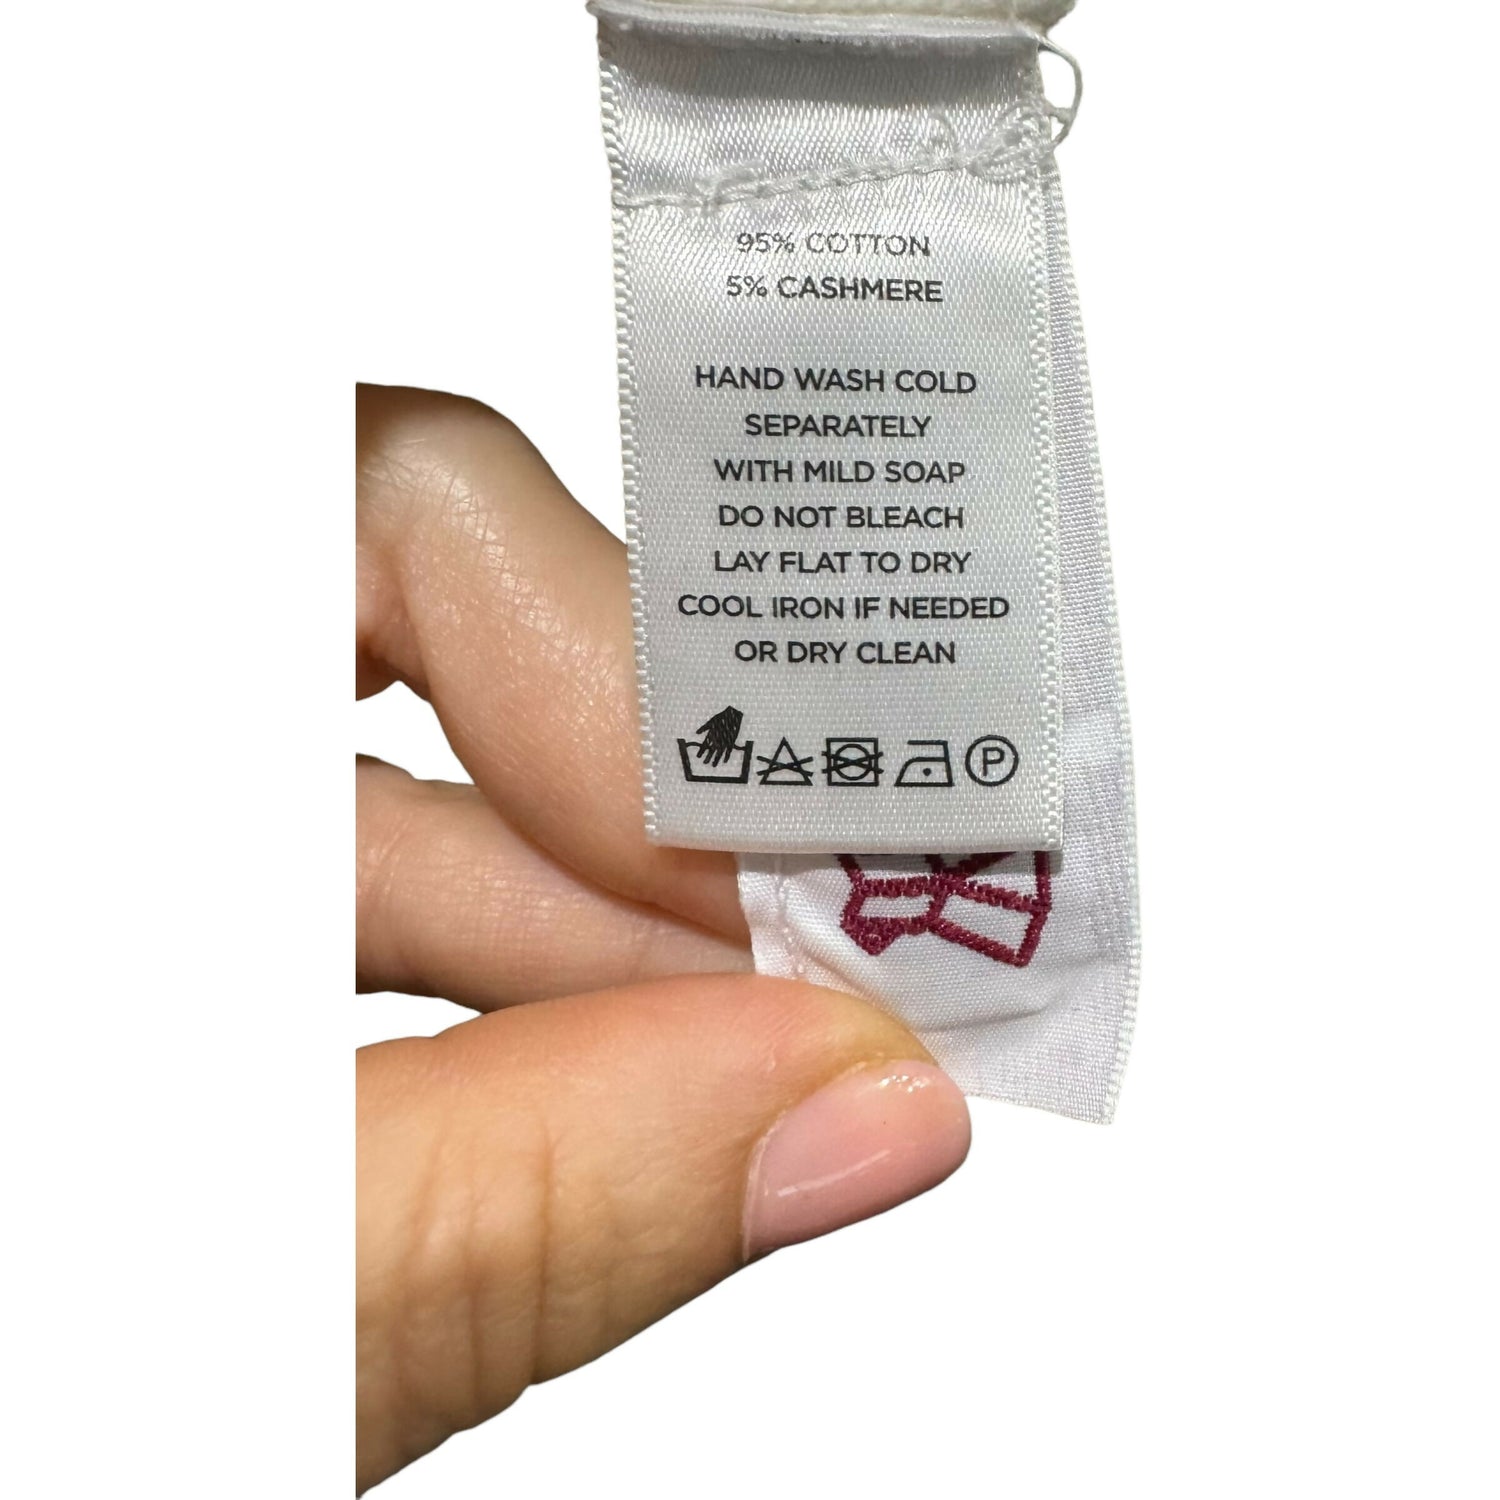 95% COTTON
5% CASHMERE
HAND WASH COLD
SEPARATELY
WITH MILD SOAP
DO NOT BLEACH
LAY FLAT TO DRY
COOL IRON IF NEEDED
OR DRY CLEAN
P